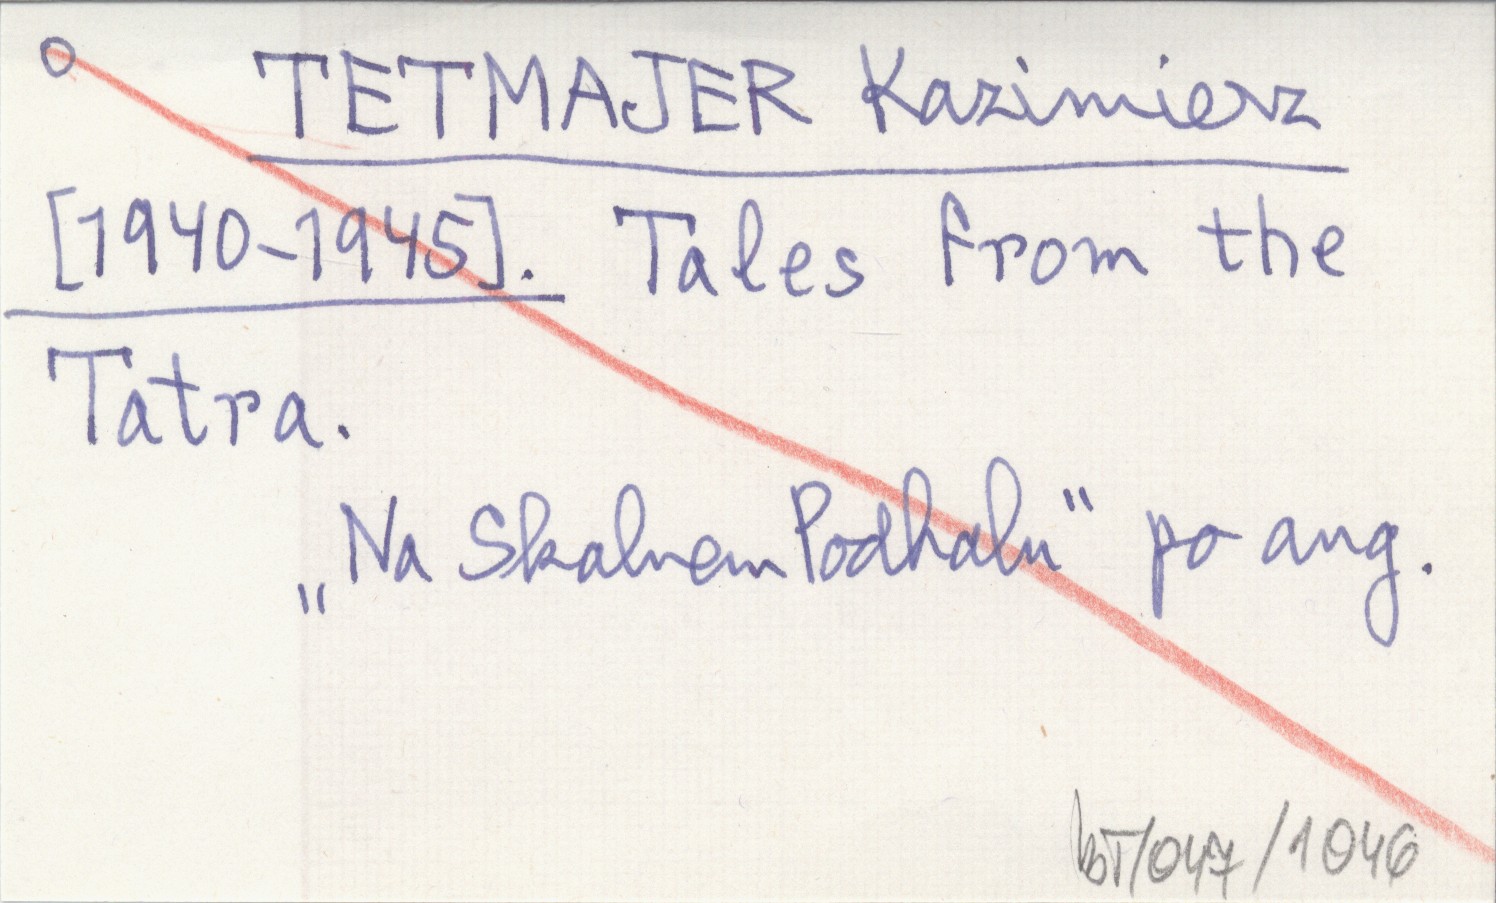 TETMAJER Kazimierz
[1940-1945]. Tales from the
Tatra.
„Na Skalnem Podhalu" po ang.
bT/047/1046